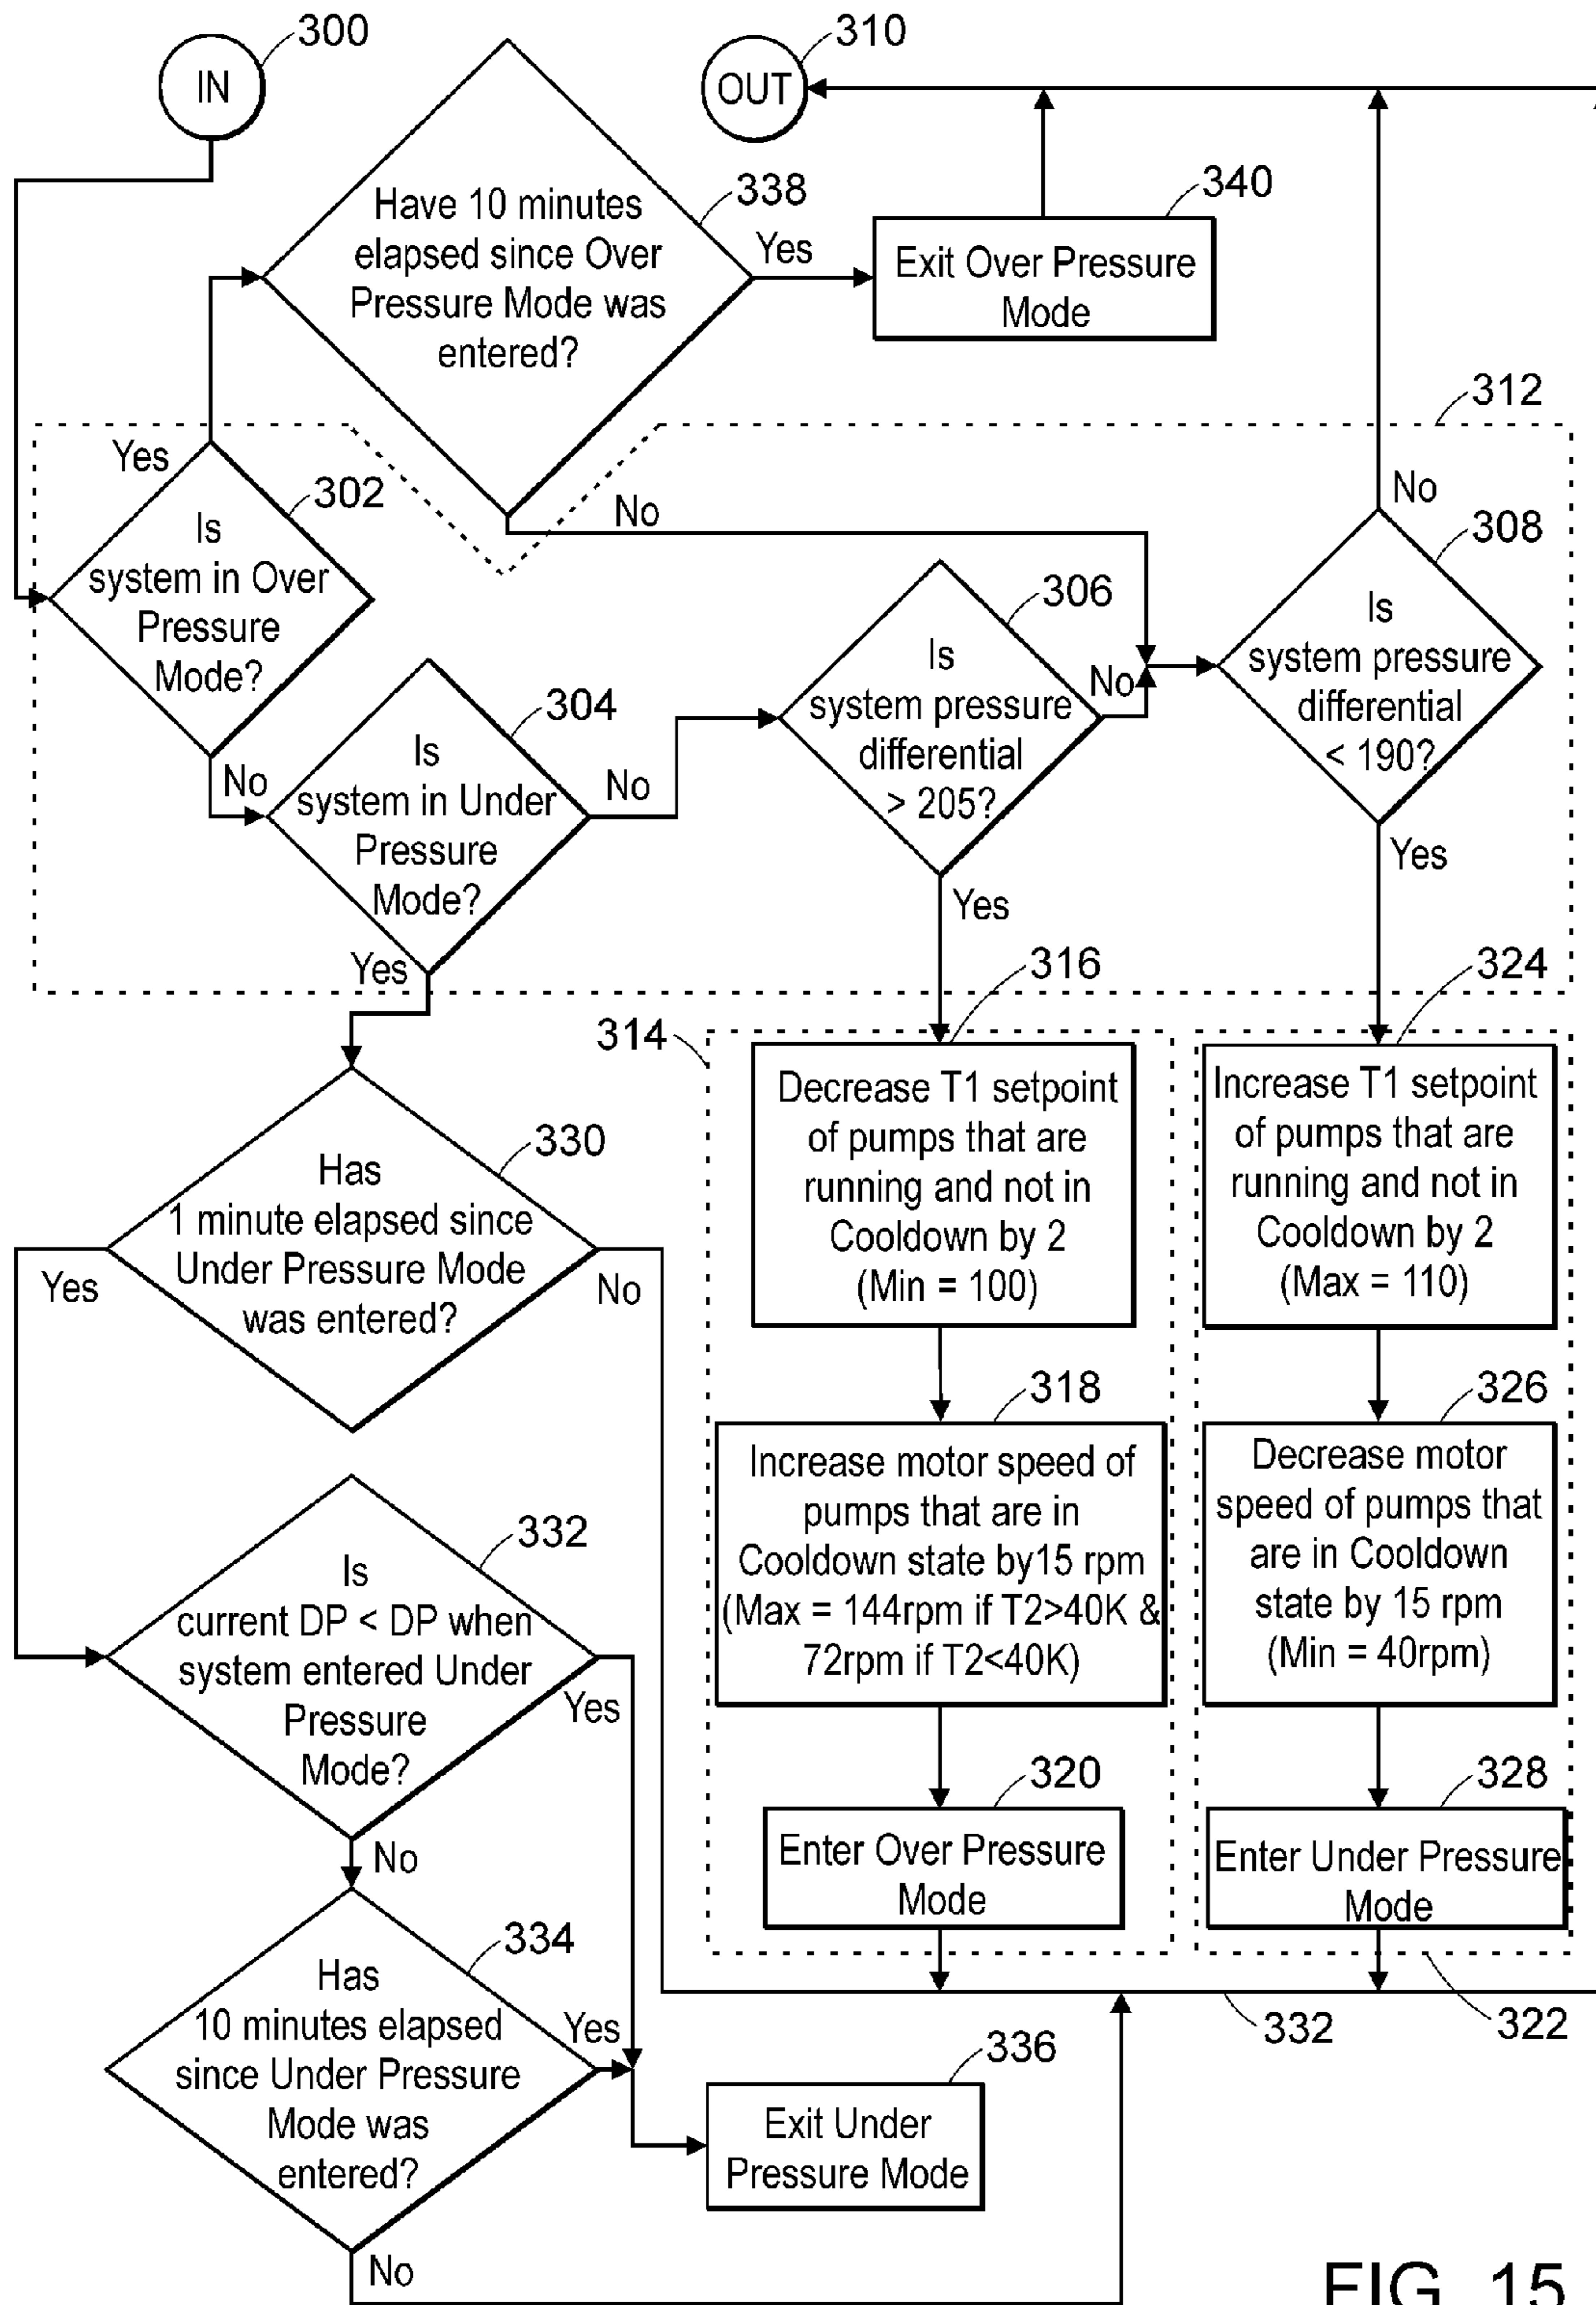 300
IN
310
OUT
338
Have 10 minutes
elapsed since Over
Pressure Mode was
entered?
Yes
340
Exit Over Pressure
Mode
312
Yes
302
Is
system in Over
Pressure
Mode?
No
No
No
308
Is
system pressure
differential
< 190?
Yes
306
Is
system pressure
differential
> 205?
No
Yes
304
Is
system in Under
Pressure
Mode?
No
Yes
314
316
Decrease T1 setpoint
of pumps that are
running and not in
Cooldown by 2
(Min = 100)
324
Increase T1 setpoint
of pumps that are
running and not in
Cooldown by 2
(Max = 110)
330
Has
1 minute elapsed since
Under Pressure Mode
was entered?
Yes
No
318
Increase motor speed of
pumps that are in
Cooldown state by15 rpm
(Max = 144rpm if T2>40K &
72rpm if T2<40K)
326
Decrease motor
speed of pumps that
are in Cooldown
state by 15 rpm
(Min = 40rpm)
332
Is
current DP < DP when
system entered Under
Pressure
Mode?
Yes
No
320
Enter Over Pressure
Mode
328
Enter Under Pressure
Mode
334
Has
10 minutes elapsed
since Under Pressure
Mode was
entered?
Yes
No
332
322
336
Exit Under
Pressure Mode
FIG. 15